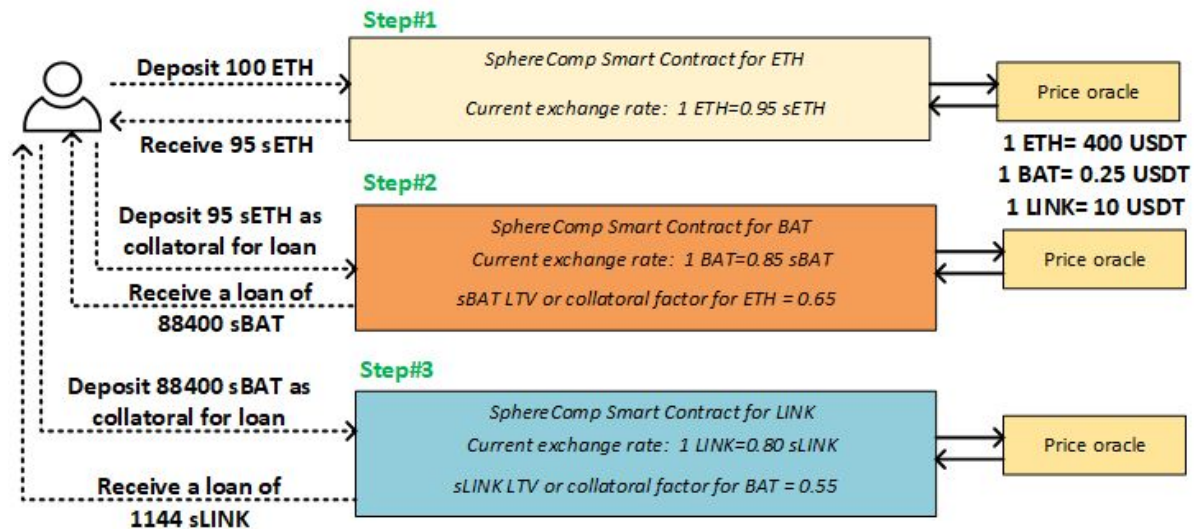 Step#1
Deposit 100 ETH
Receive 95 sETH
SphereComp Smart Contract for ETH
Current exchange rate: 1 ETH=0.95 sETH
Price oracle
1 ETH= 400 USDT
1 BAT= 0.25 USDT
1 LINK= 10 USDT
Step#2
Deposit 95 sETH as
collatoral for loan
Receive a loan of
88400 sBAT
SphereComp Smart Contract for BAT
Current exchange rate: 1 BAT=0.85 sBAT
sBAT LTV or collatoral factor for ETH = 0.65
Price oracle
Step#3
Deposit 88400 sBAT as
collatoral for loan
Receive a loan of
1144 sLINK
SphereComp Smart Contract for LINK
Current exchange rate: 1 LINK=0.80 sLINK
sLINK LTV or collatoral factor for BAT = 0.55
Price oracle